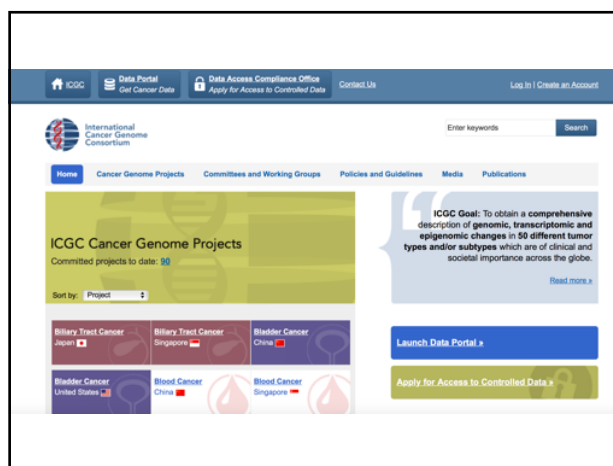 ICGC
Data Portal
Get Cancer Data
Data Access Compliance Office
Apply for Access to Controlled Data
Contact Us
Log In | Create an Account
International
Cancer Genome
Consortium
Enter keywords
Search
Home
Cancer Genome Projects
Committees and Working Groups
Policies and Guidelines
Media
Publications
ICGC Cancer Genome Projects
Committed projects to date: 90
Sort by: Project
ICGC Goal: To obtain a comprehensive
description of genomic, transcriptomic and
epigenomic changes in 50 different tumor
types and/or subtypes which are of clinical and
societal importance across the globe.
Read more »
Biliary Tract Cancer
Japan
Biliary Tract Cancer
Singapore
Bladder Cancer
China
Launch Data Portal »
Bladder Cancer
United States
Blood Cancer
China
Blood Cancer
Singapore
Apply for Access to Controlled Data »